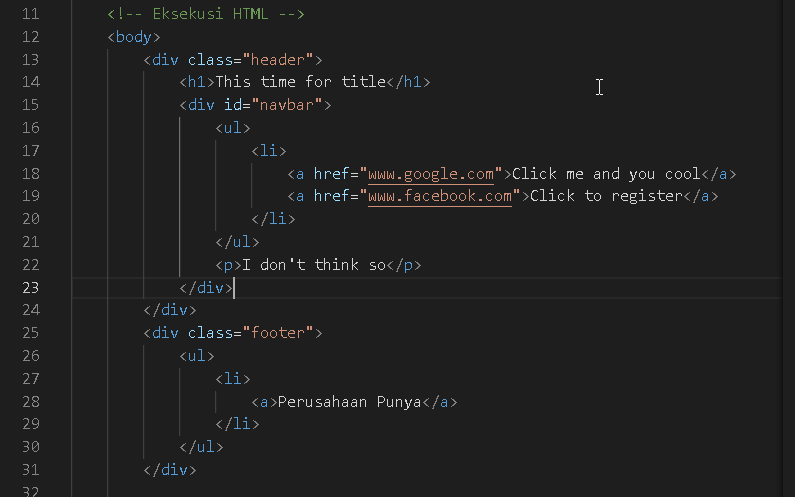 11 <!-- Eksekusi HTML -->
12 <body>
13 <div class="header">
14 <h1>This time for title</h1>
15 <div id="navbar">
16 <ul>
17 <li>
18 <a href="www.google.com">Click me and you cool</a>
19 <a href="www.facebook.com">Click to register</a>
20 </li>
21 </ul>
22 <p>I don't think so</p>
23 </div>
24 </div>
25 <div class="footer">
26 <ul>
27 <li>
28 <a>Perusahaan Punya</a>
29 </li>
30 </ul>
31 </div>
32